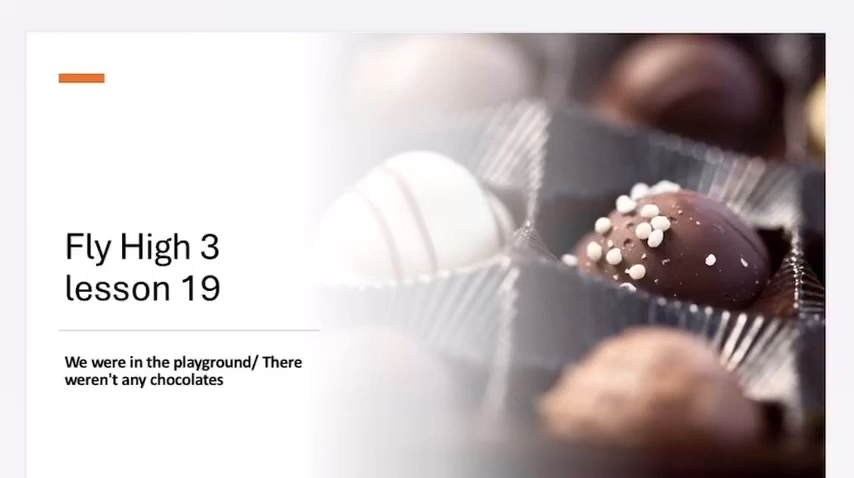 Fly High 3
lesson 19
We were in the playground/ There
weren't any chocolates